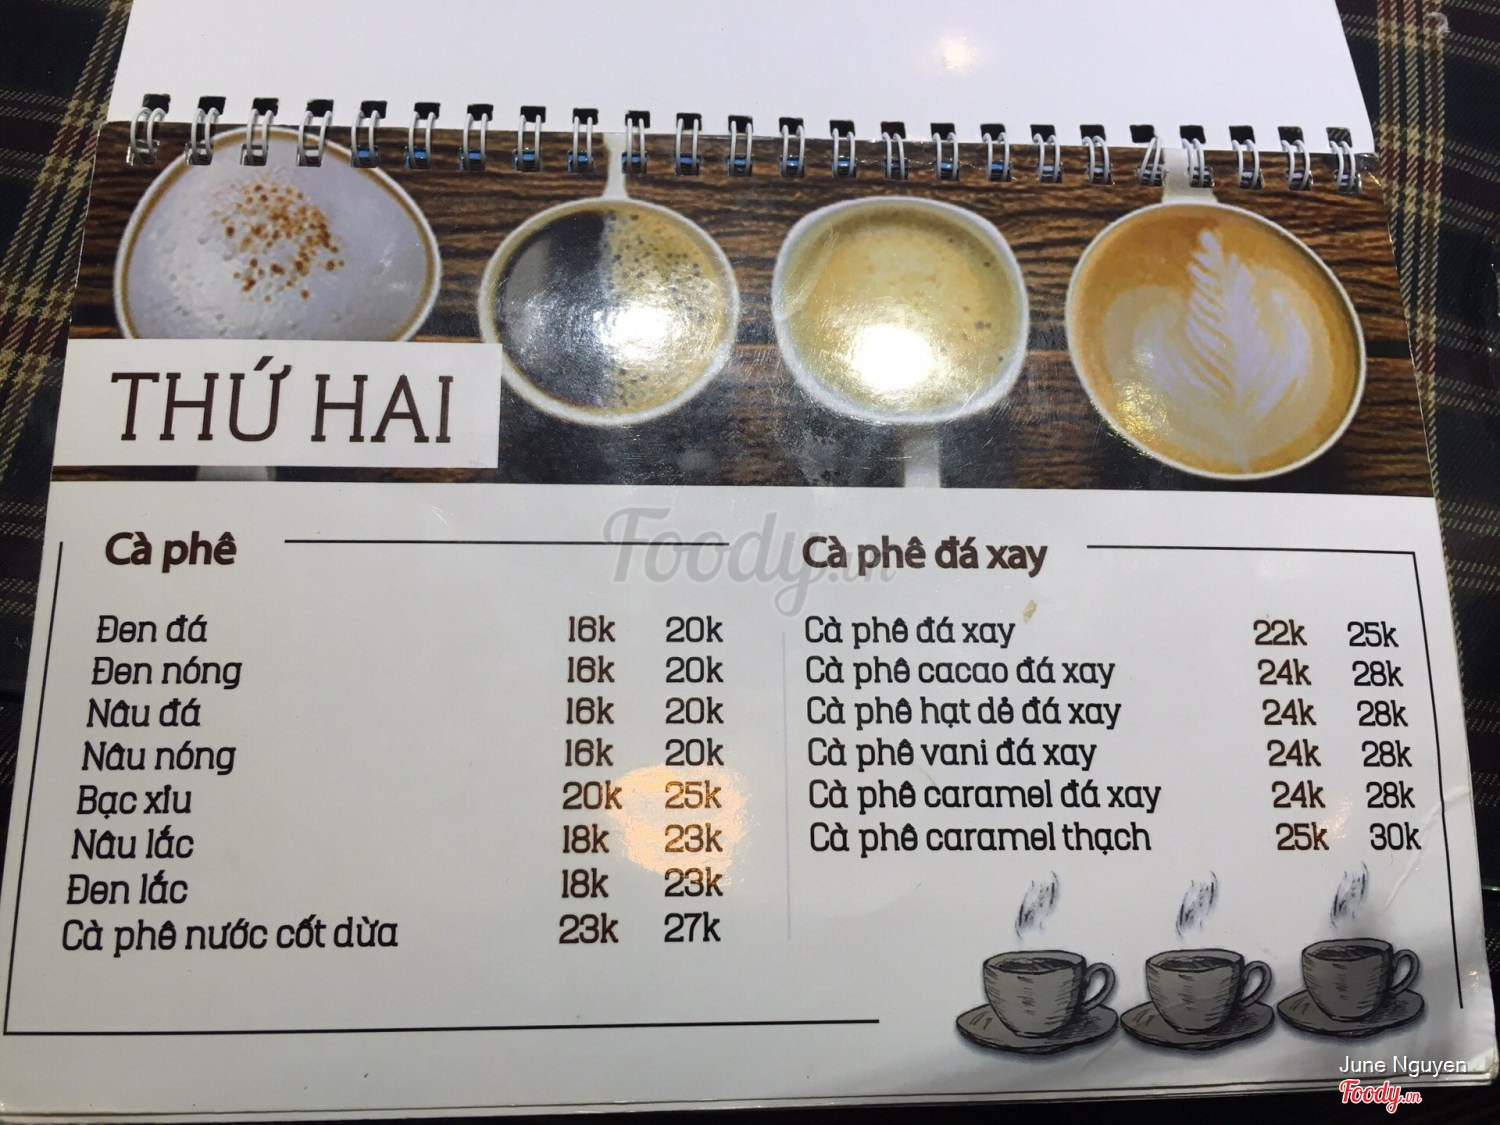 THỨ HAI
Foody.vn
Cà phê
Đen đá 16k 20k
Đen nóng 16k 20k
Nâu đá 16k 20k
Nâu nóng 16k 20k
Bạc xỉu 20k 25k
Nâu lắc 18k 23k
Đen lắc 18k 23k
Cà phê nước cốt dừa 23k 27k
Cà phê đá xay
Cà phê đá xay 22k 25k
Cà phê cacao đá xay 24k 28k
Cà phê hạt dẻ đá xay 24k 28k
Cà phê vani đá xay 24k 28k
Cà phê caramel đá xay 24k 28k
Cà phê caramel thạch 25k 30k
June Nguyen
Foody.vn